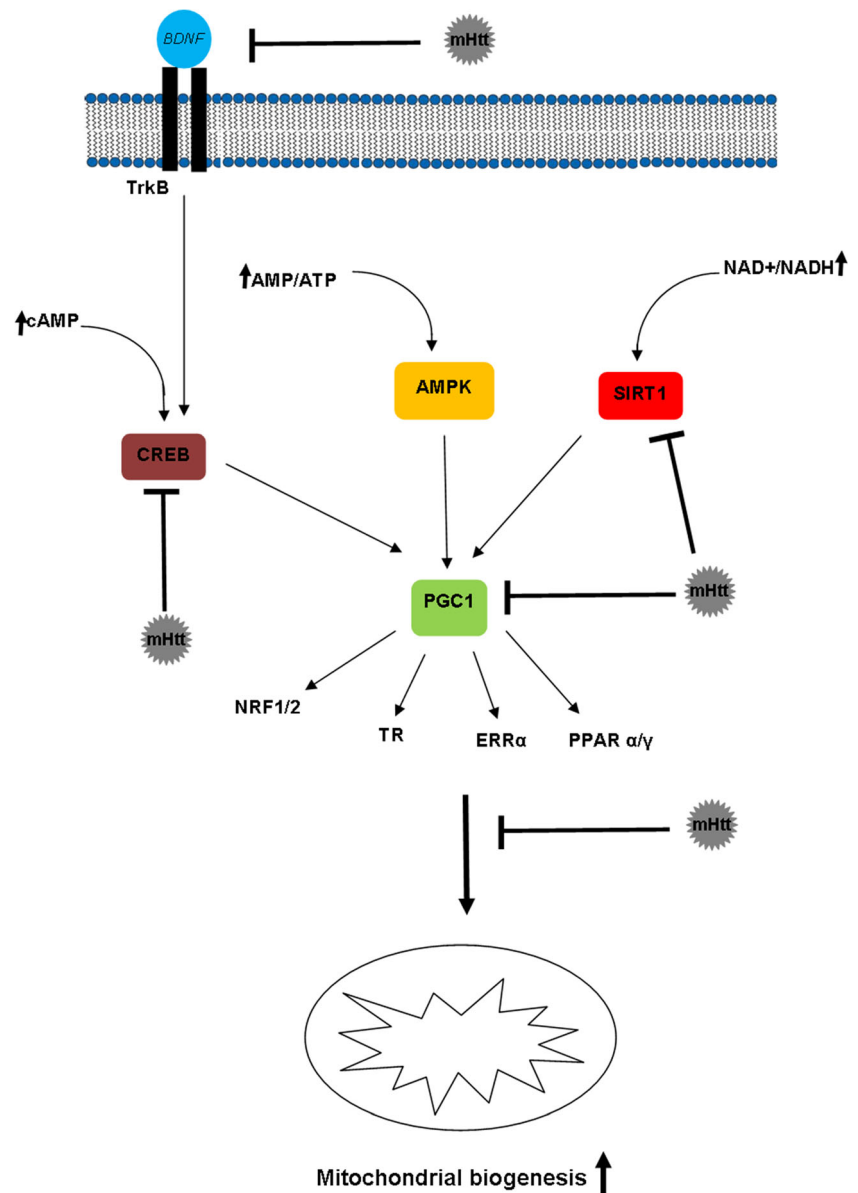 BDNF
mHtt
TrkB
AMP/ATP
NAD+/NADH
cAMP
AMPK
SIRT1
CREB
PGC1
mHtt
mHtt
NRF1/2
TR
ERRα
PPAR α/γ
mHtt
Mitochondrial biogenesis